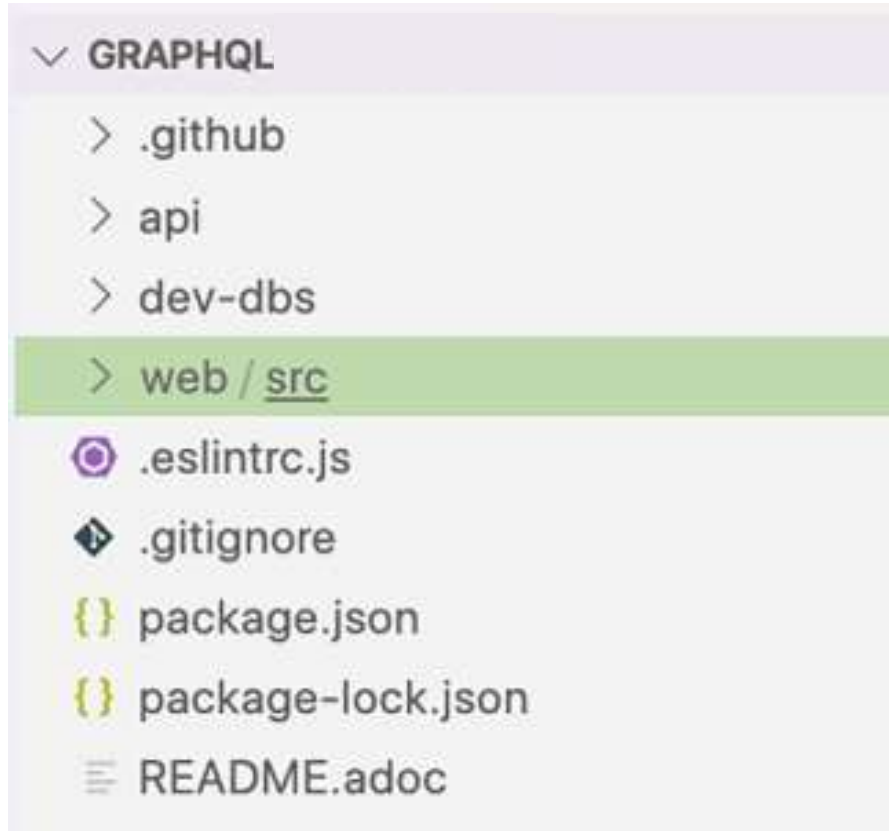 GRAPHQL
.github
api
dev-dbs
web / src
.eslintrc.js
.gitignore
{} package.json
{} package-lock.json
README.adoc